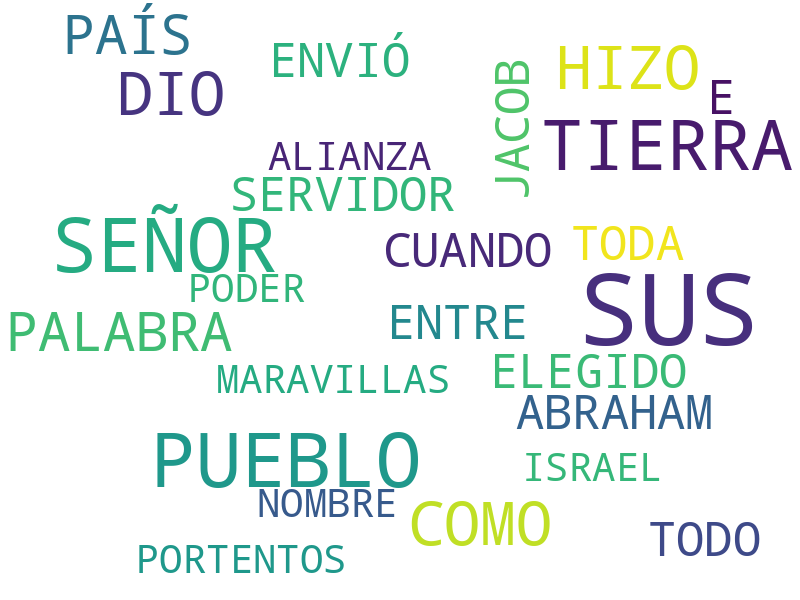 PAÍS
ENVIÓ
HIZO
DIO
JACOB
E
TIERRA
ALIANZA
SERVIDOR
SEÑOR
CUANDO
TODA
PODER
SUS
PALABRA
ENTRE
MARAVILLAS
ELEGIDO
ABRAHAM
PUEBLO
ISRAEL
NOMBRE
COMO
TODO
PORTENTOS